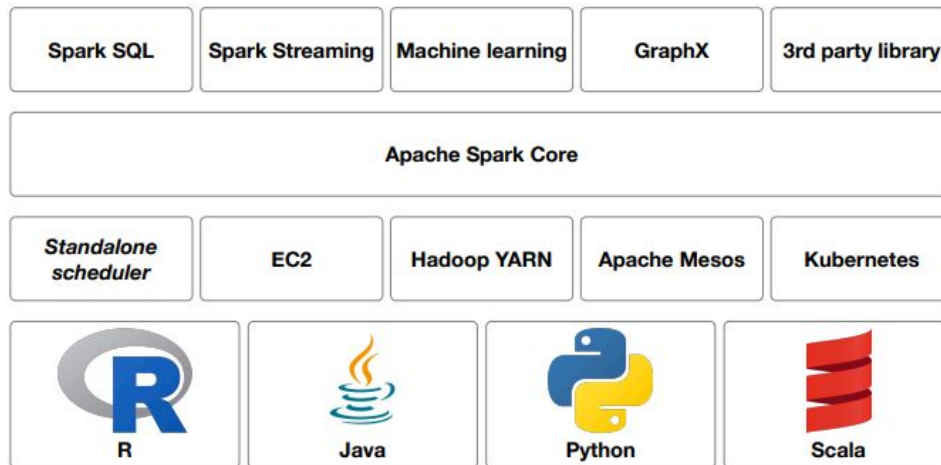 Spark SQL
Spark Streaming
Machine learning
GraphX
3rd party library
Apache Spark Core
Standalone
scheduler
EC2
Hadoop YARN
Apache Mesos
Kubernetes
R
Java
Python
Scala